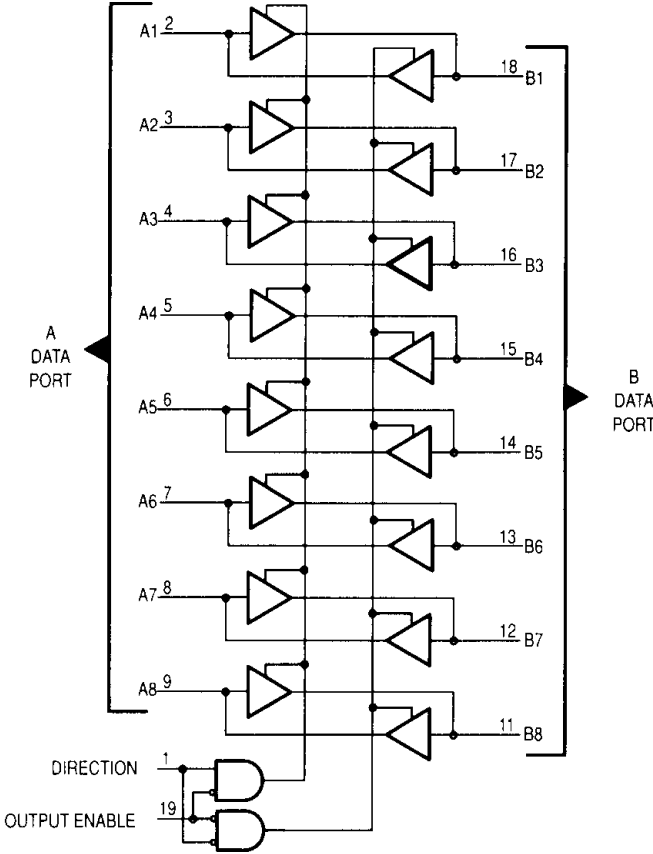 A1 2
18 B1
A2 3
17 B2
A3 4
16 B3
A4 5
A
DATA
PORT
15 B4
B
DATA
PORT
A5 6
14 B5
A6 7
13 B6
A7 8
12 B7
A8 9
11 B8
DIRECTION 1
OUTPUT ENABLE 19